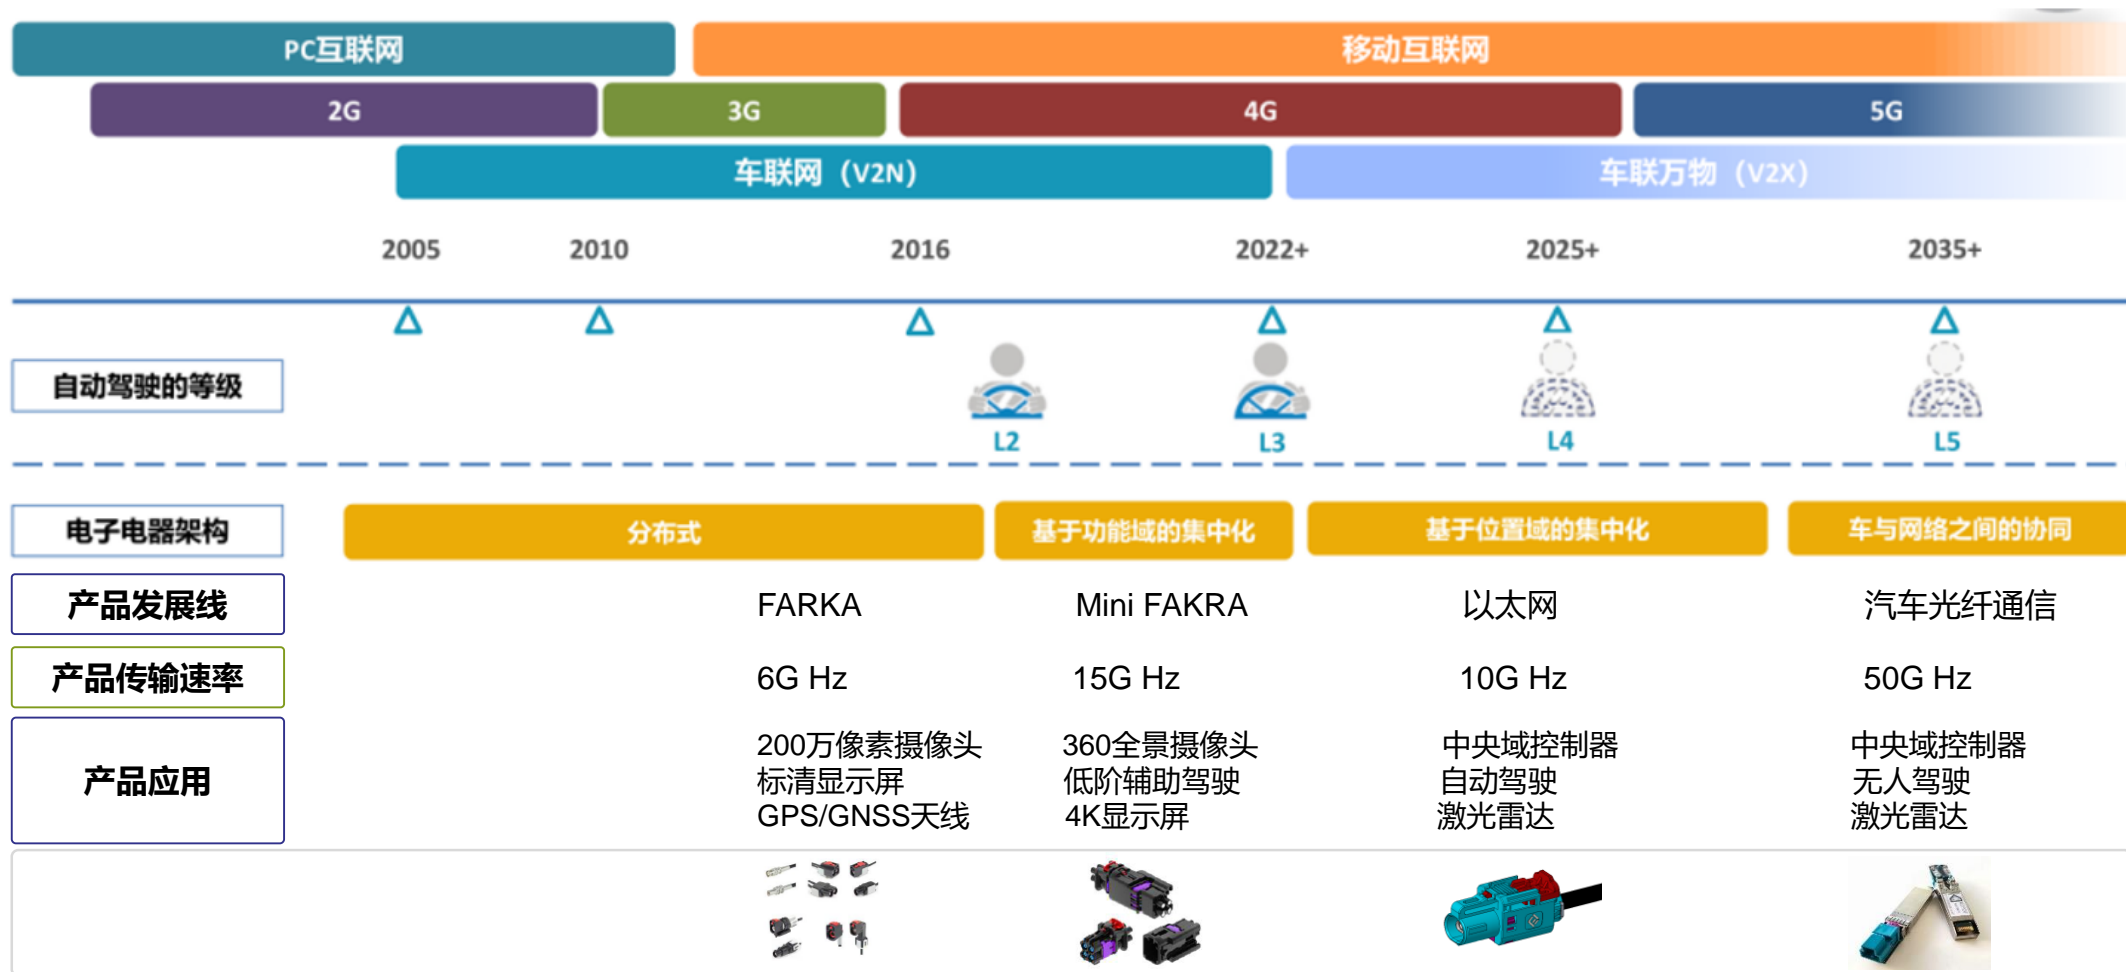 PC互联网
移动互联网
2G
3G
4G
5G
车联网（V2N）
车联万物（V2X）
2005
2010
2016
2022+
2025+
2035+
自动驾驶的等级
L2
L3
L4
L5
电子电器架构
分布式
基于功能域的集中化
基于位置域的集中化
车与网络之间的协同
产品发展线
FARKA
Mini FAKRA
以太网
汽车光纤通信
产品传输速率
6G Hz
15G Hz
10G Hz
50G Hz
产品应用
200万像素摄像头
标清显示屏
GPS/GNSS天线
360全景摄像头
低阶辅助驾驶
4K显示屏
中央域控制器
自动驾驶
激光雷达
中央域控制器
无人驾驶
激光雷达